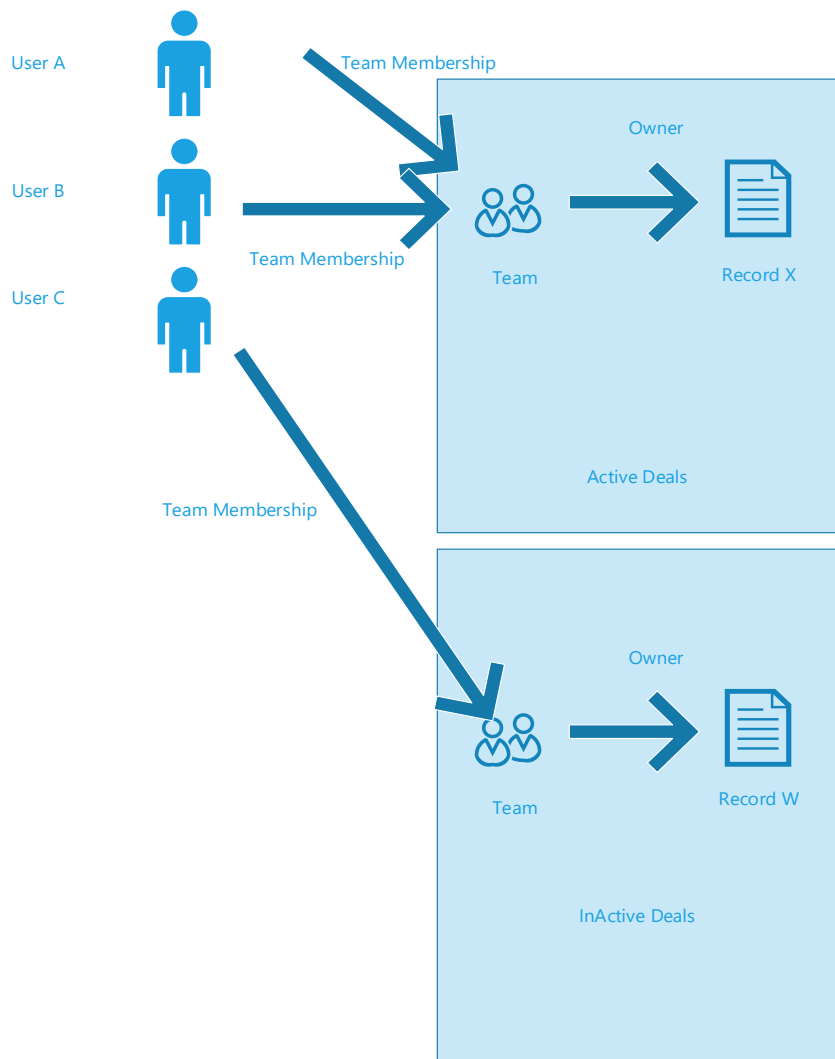 User A
Team Membership
Owner
User B
Team Membership
Team
Record X
User C
Active Deals
Team Membership
Owner
Team
Record W
InActive Deals